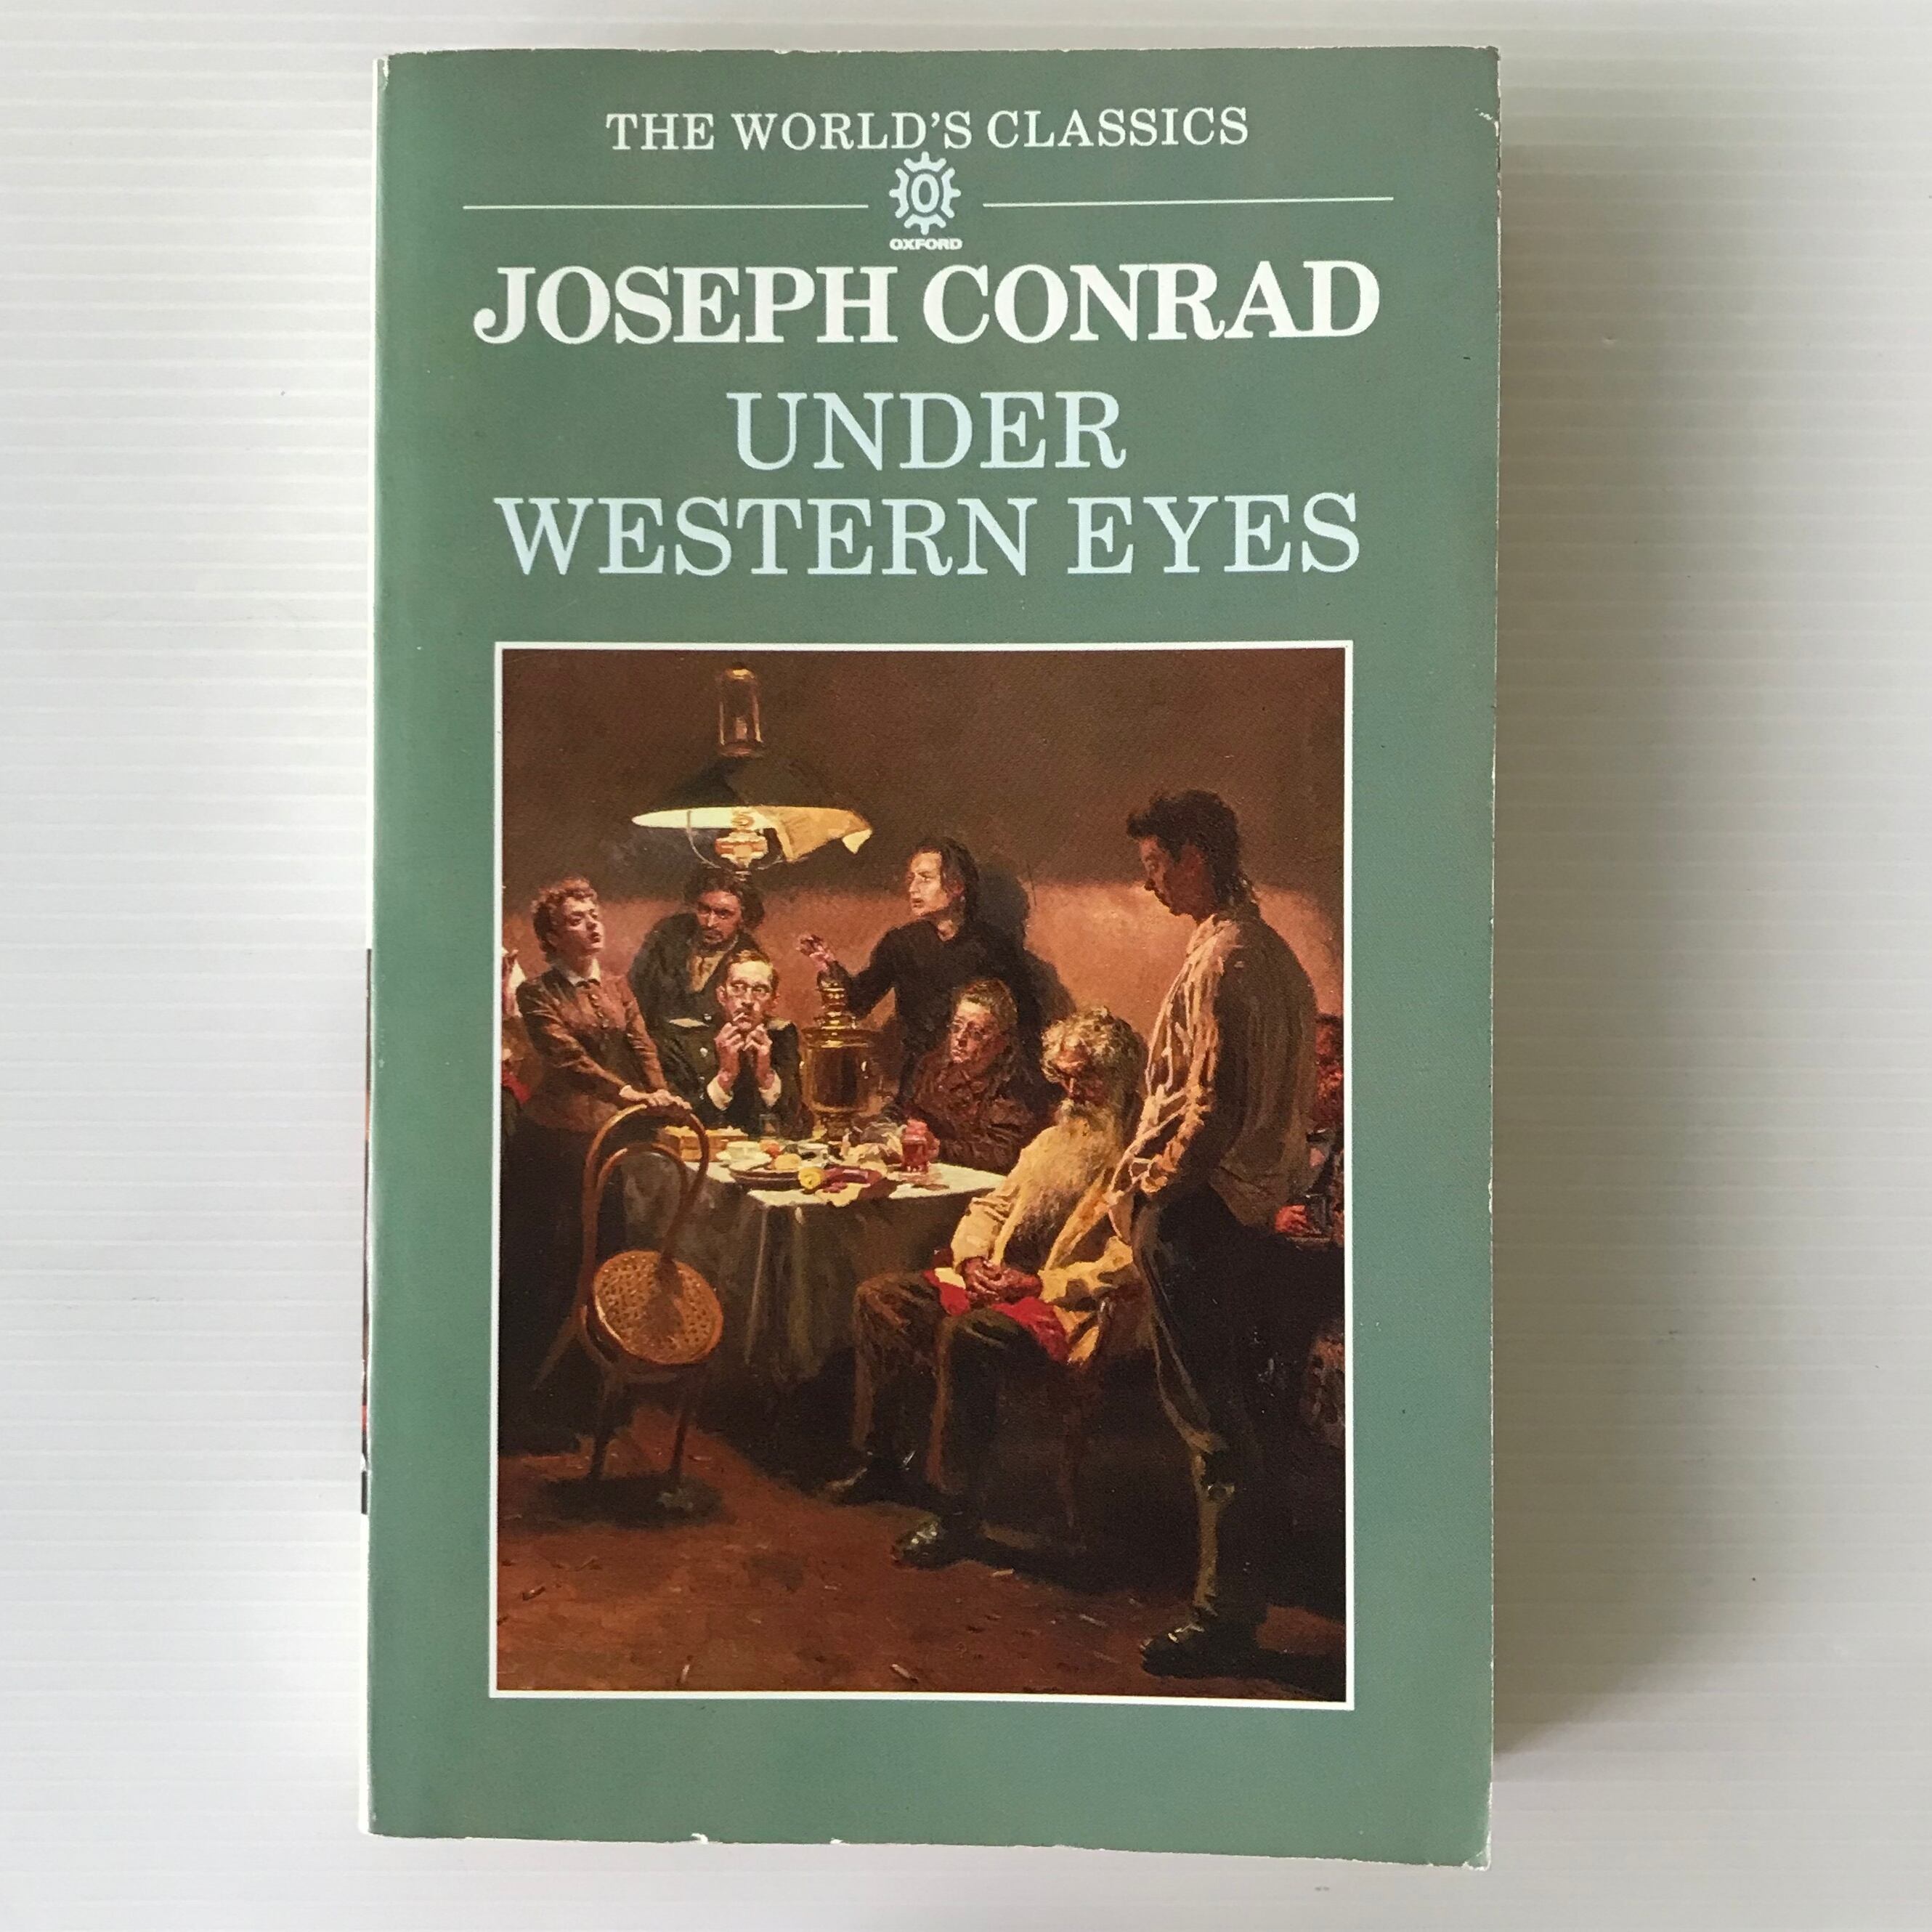 THE WORLD'S CLASSICS
O
OXFORD
JOSEPH CONRAD
UNDER
WESTERN EYES